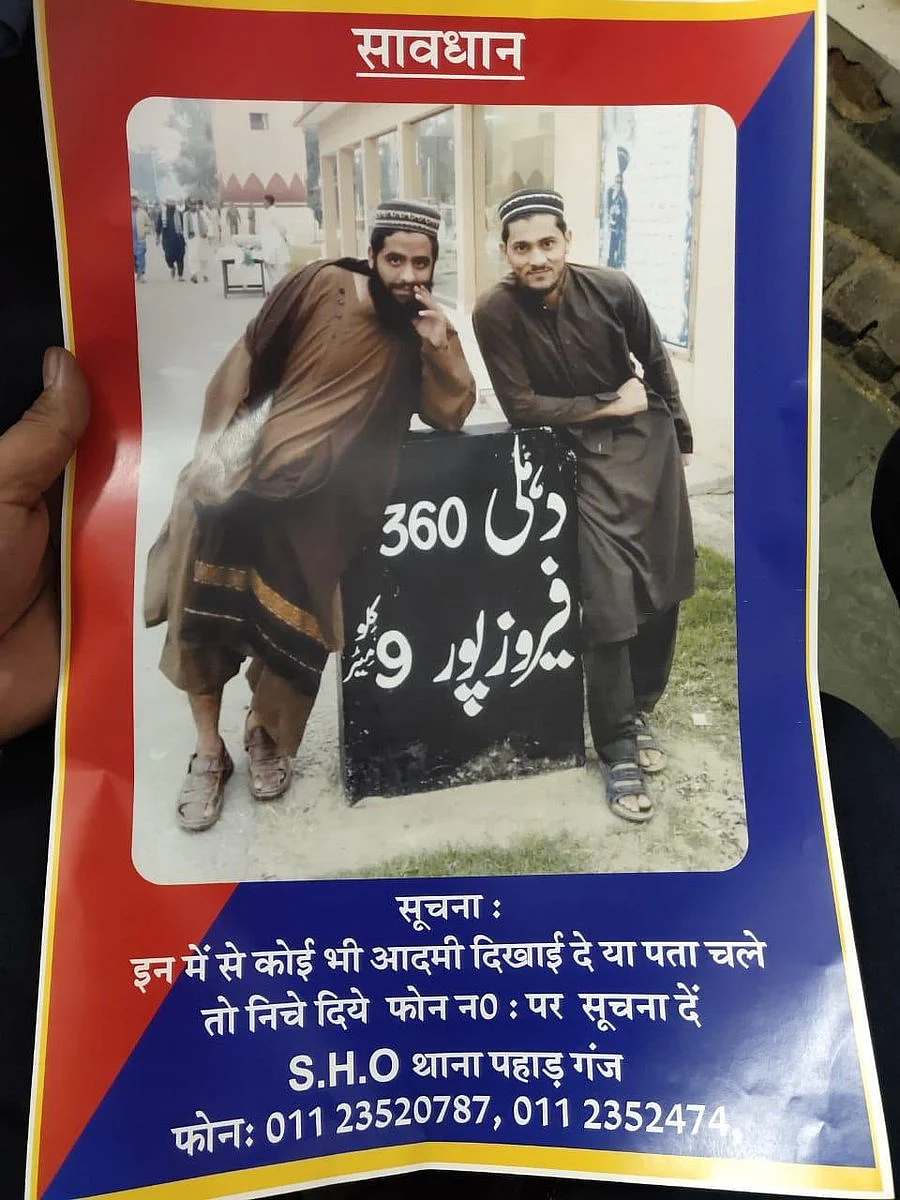 सावधान
دہلی 360
فیروزپور 9 کلو میٹر
सूचना :
इन में से कोई भी आदमी दिखाई दे या पता चले
तो निचे दिये फोन न0 : पर सूचना दें
S.H.O थाना पहाड़ गंज
फोनः 011 23520787, 011 2352474,